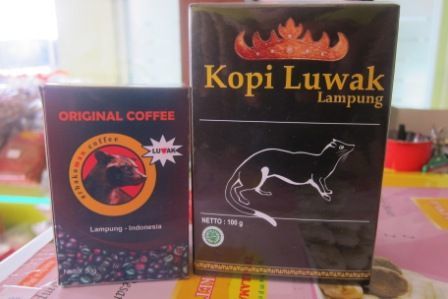 ORIGINAL COFFEE
LUWAK
Lampung - Indonesia
Kopi Luwak
Lampung
NETTO : 100 g